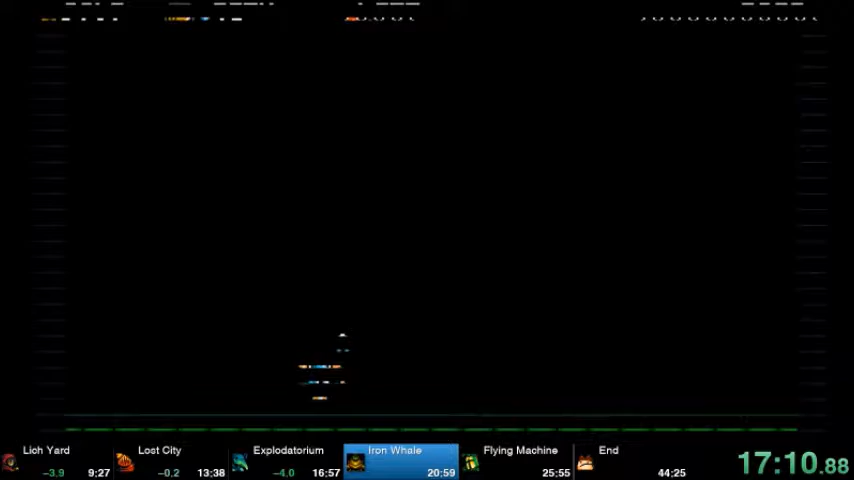 Lich Yard
-3.9 9:27
Lost City
-0.2 13:38
Explodatorium
-4.0 16:57
Iron Whale
20:59
Flying Machine
25:55
End
44:25
17:10.88